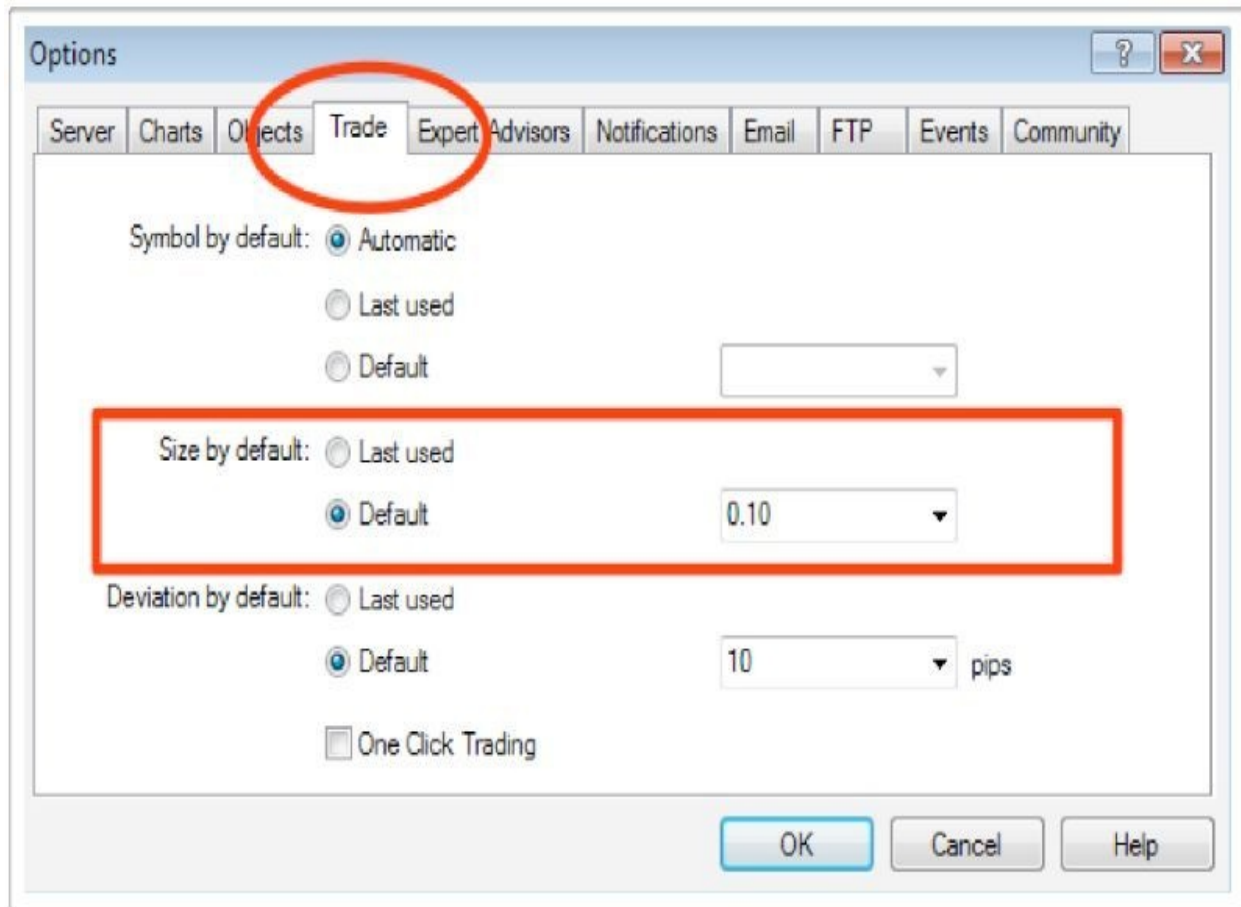 Options
Server Charts Objects Trade Expert Advisors Notifications Email FTP Events Community
Symbol by default: Automatic
Last used
Default
Size by default: Last used
Default 0.10
Deviation by default: Last used
Default 10 pips
One Click Trading
OK Cancel Help